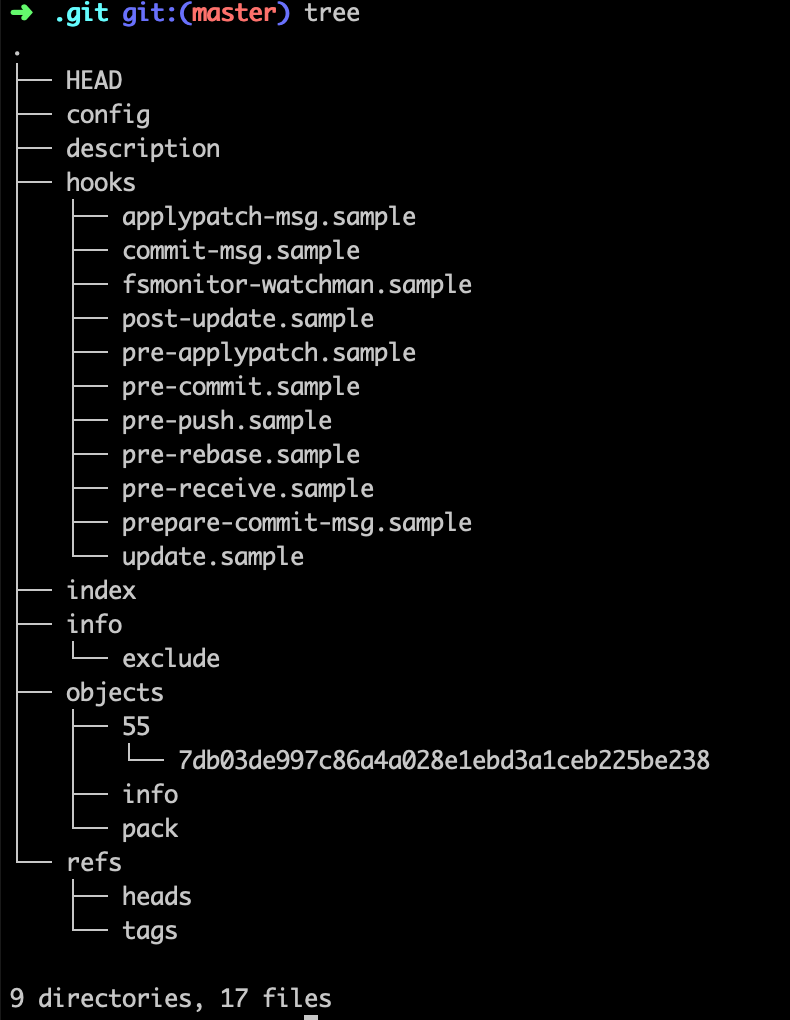 ➜ .git git:(master) tree
.
├── HEAD
├── config
├── description
├── hooks
│   ├── applypatch-msg.sample
│   ├── commit-msg.sample
│   ├── fsmonitor-watchman.sample
│   ├── post-update.sample
│   ├── pre-applypatch.sample
│   ├── pre-commit.sample
│   ├── pre-push.sample
│   ├── pre-rebase.sample
│   ├── pre-receive.sample
│   ├── prepare-commit-msg.sample
│   └── update.sample
├── index
├── info
│   └── exclude
├── objects
│   ├── 55
│   │   └── 7db03de997c86a4a028e1ebd3a1ceb225be238
│   ├── info
│   └── pack
└── refs
    ├── heads
    └── tags

9 directories, 17 files